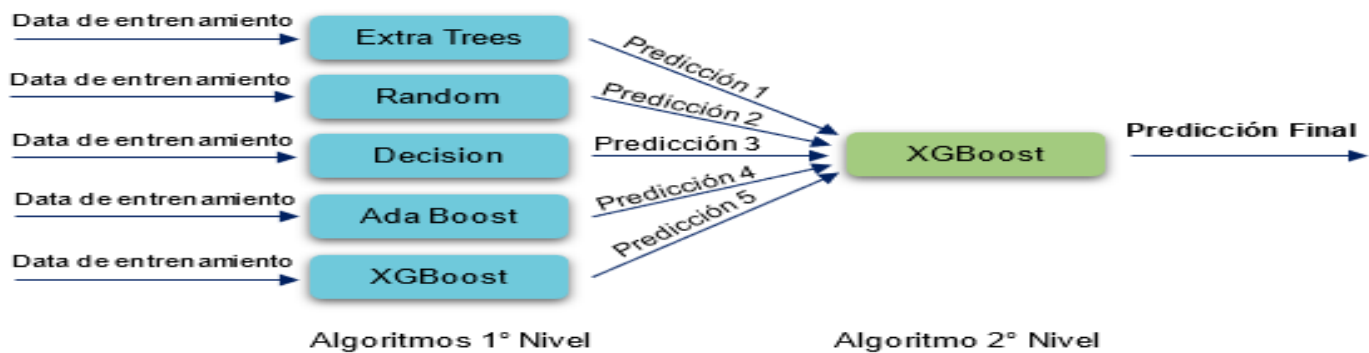 Data de entrenamiento
Extra Trees
Predicción 1
Data de entrenamiento
Random
Predicción 2
Data de entrenamiento
Decision
Predicción 3
XGBoost
Predicción Final
Data de entrenamiento
Ada Boost
Predicción 4
Data de entrenamiento
XGBoost
Predicción 5
Algoritmos 1° Nivel
Algoritmo 2° Nivel